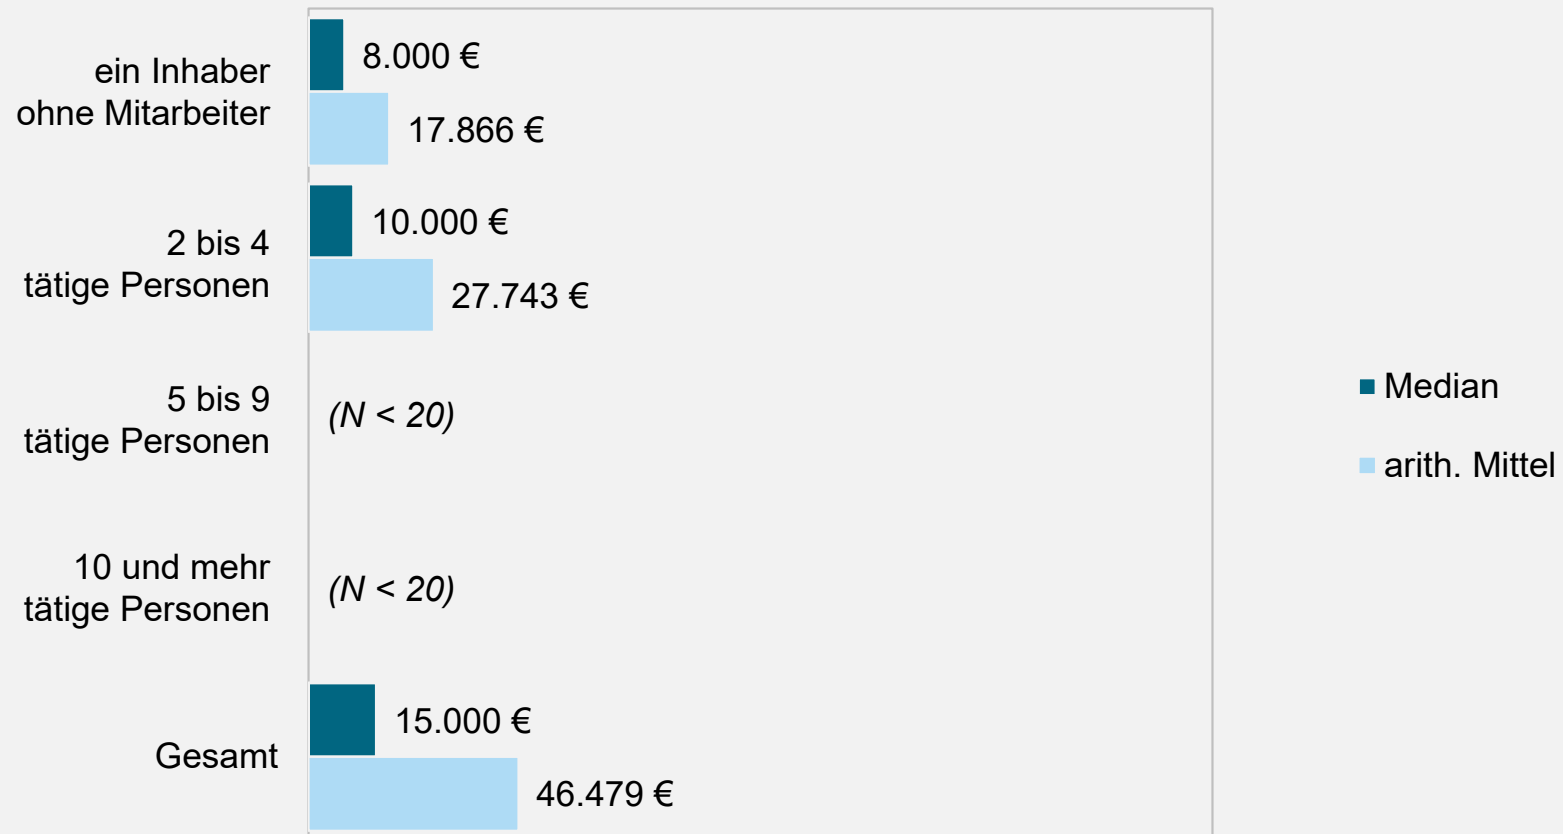 ein Inhaber
ohne Mitarbeiter
8.000 €
17.866 €
2 bis 4
tätige Personen
10.000 €
27.743 €
5 bis 9
tätige Personen
(N < 20)
10 und mehr
tätige Personen
(N < 20)
Gesamt
15.000 €
46.479 €
Median
arith. Mittel